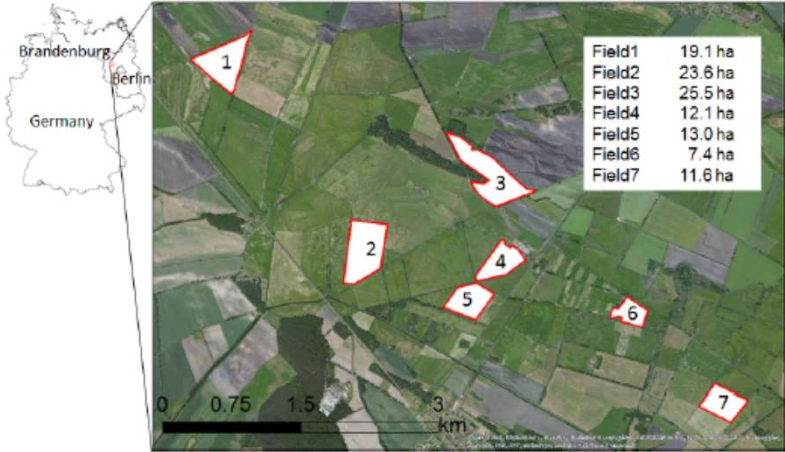 Brandenburg
Berlin
Germany
Field1 19.1 ha
Field2 23.6 ha
Field3 25.5 ha
Field4 12.1 ha
Field5 13.0 ha
Field6 7.4 ha
Field7 11.6 ha
1
2
3
4
5
6
7
0 0.75 1.5 3
km